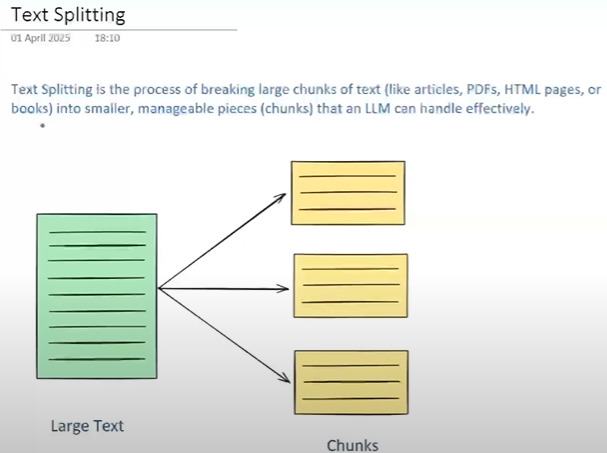 Text Splitting
01 April 2025 18:10
Text Splitting is the process of breaking large chunks of text (like articles, PDFs, HTML pages, or
books) into smaller, manageable pieces (chunks) that an LLM can handle effectively.
Large Text
Chunks